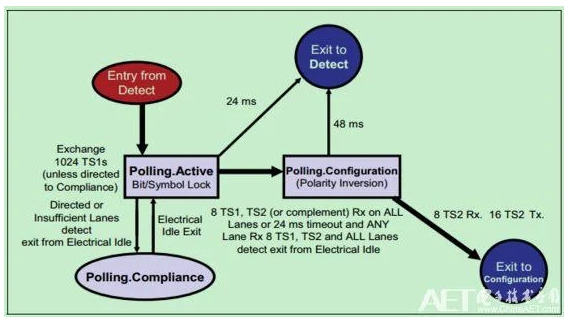 Entry from
Detect
Exit to
Detect
24 ms
48 ms
Exchange
1024 TS1s
(unless directed
to Compliance)
Polling.Active
Bit/Symbol Lock
Polling.Configuration
(Polarity Inversion)
Directed or
Insufficient Lanes
detect
exit from Electrical Idle
Electrical
Idle Exit
8 TS1, TS2 (or complement) Rx on ALL
Lanes or 24 ms timeout and ANY
Lane Rx 8 TS1, TS2 and ALL Lanes
detect exit from Electrical Idle
8 TS2 Rx. 16 TS2 Tx.
Polling.Compliance
Exit to
Configuration
AET